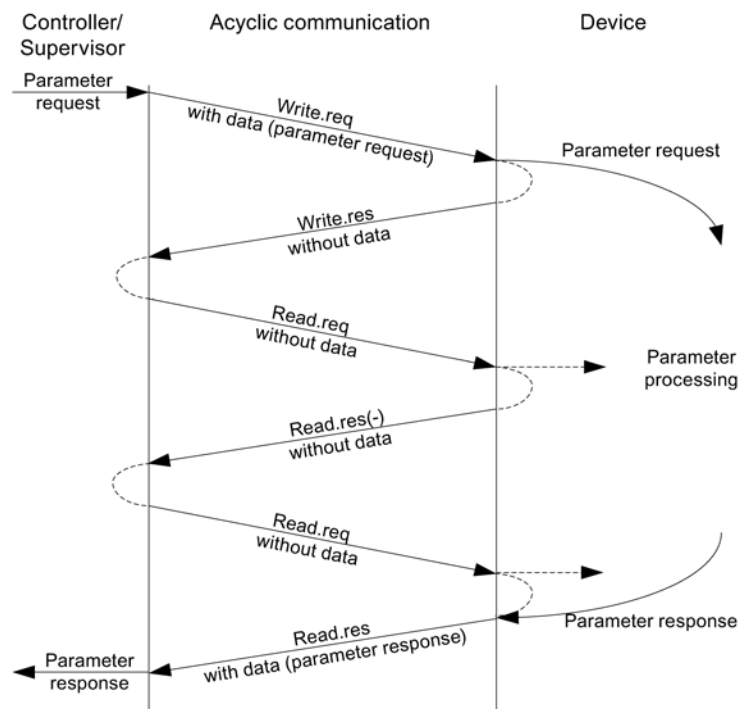 Controller/
Supervisor
Acyclic communication
Device
Parameter
request
Write.req
with data (parameter request)
Parameter request
Write.res
without data
Read.req
without data
Parameter
processing
Read.res(-)
without data
Read.req
without data
Parameter response
Read.res
with data (parameter response)
Parameter
response